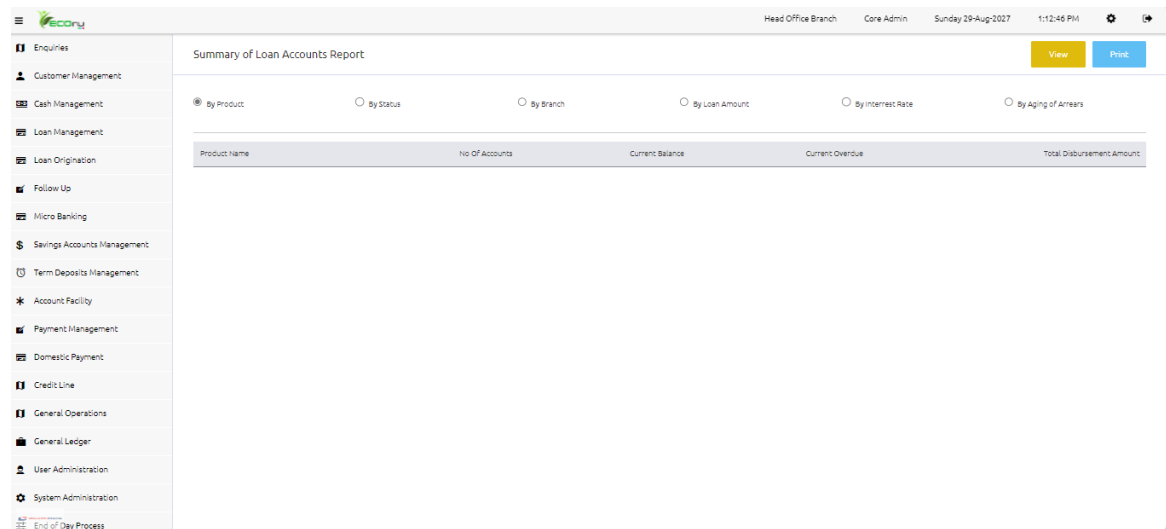 ecory
Head Office Branch Core Admin Sunday 29-Aug-2027 1:12:46 PM
Enquiries
Customer Management
Cash Management
Loan Management
Loan Origination
Follow Up
Micro Banking
Savings Accounts Management
Term Deposits Management
Account Facility
Payment Management
Domestic Payment
Credit Line
General Operations
General Ledger
User Administration
System Administration
End of Day Process
Summary of Loan Accounts Report
View Print
By Product By Status By Branch By Loan Amount By Interrest Rate By Aging of Arrears
Product Name No Of Accounts Current Balance Current Overdue Total Disbursement Amount